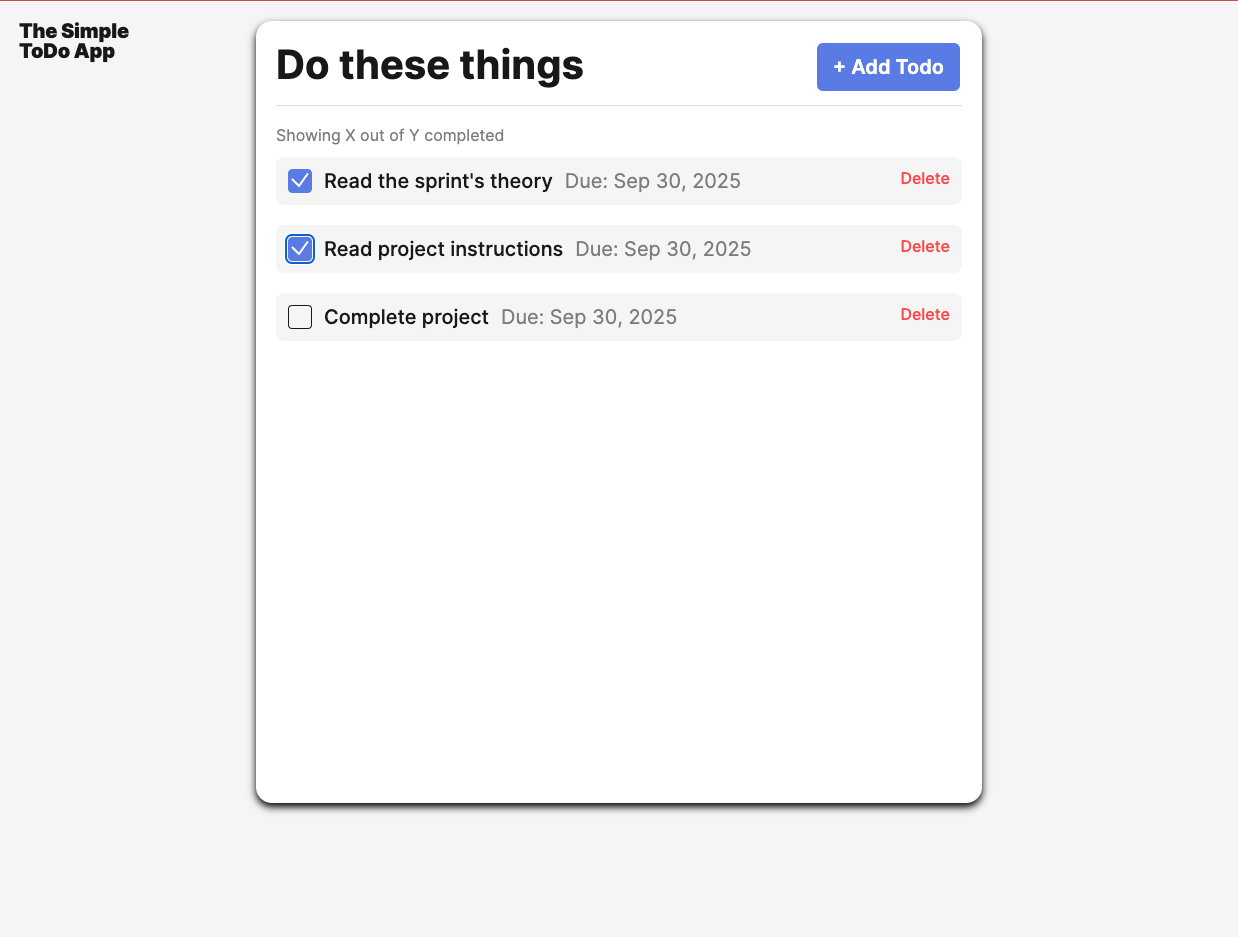 The Simple
ToDo App
Do these things
+ Add Todo
Showing X out of Y completed
Read the sprint's theory Due: Sep 30, 2025 Delete
Read project instructions Due: Sep 30, 2025 Delete
Complete project Due: Sep 30, 2025 Delete